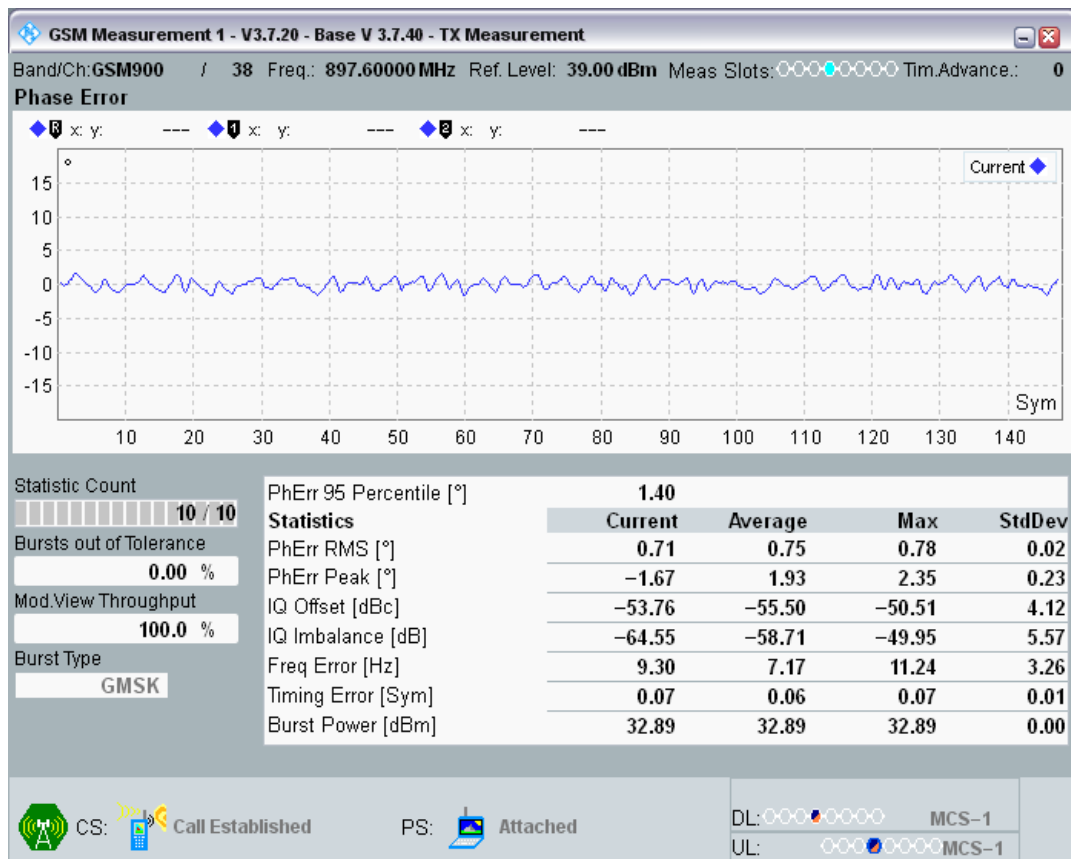 GSM Measurement 1 - V3.7.20 - Base V 3.7.40 - TX Measurement
Band/Ch:GSM900 / 38 Freq.: 897.60000 MHz Ref. Level: 39.00 dBm Meas Slots: Tim.Advance.: 0
Phase Error
R x: y: --- 1 x: y: --- 2 x: y: ---
°
Current
15
10
5
0
-5
-10
-15
Sym
10 20 30 40 50 60 70 80 90 100 110 120 130 140
Statistic Count
10 / 10
Bursts out of Tolerance
0.00 %
Mod.View Throughput
100.0 %
Burst Type
GMSK
PhErr 95 Percentile [°] 1.40
Statistics Current Average Max StdDev
PhErr RMS [°] 0.71 0.75 0.78 0.02
PhErr Peak [°] −1.67 1.93 2.35 0.23
IQ Offset [dBc] −53.76 −55.50 −50.51 4.12
IQ Imbalance [dB] −64.55 −58.71 −49.95 5.57
Freq Error [Hz] 9.30 7.17 11.24 3.26
Timing Error [Sym] 0.07 0.06 0.07 0.01
Burst Power [dBm] 32.89 32.89 32.89 0.00
CS: Call Established PS: Attached
DL: MCS−1
UL: MCS−1